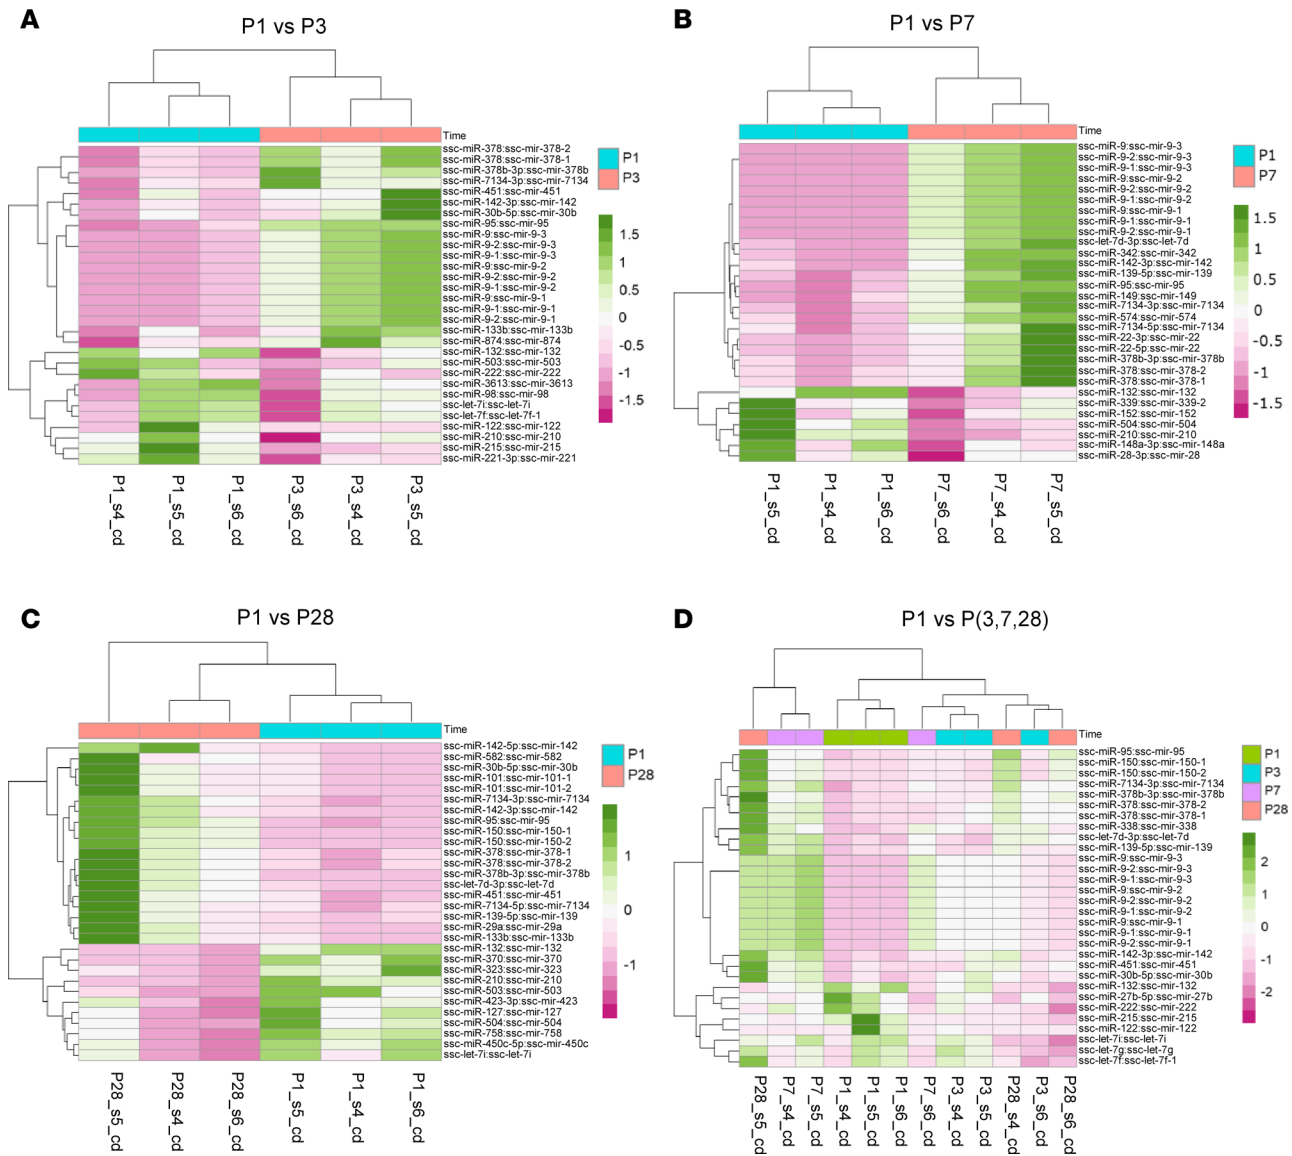 A
P1 vs P3
Time
ssc-miR-378:ssc-mir-378-2
ssc-miR-378:ssc-mir-378-1
ssc-miR-378b-3p:ssc-mir-378b
ssc-miR-7134-3p:ssc-mir-7134
ssc-miR-451:ssc-mir-451
ssc-miR-142-3p:ssc-mir-142
ssc-miR-30b-5p:ssc-mir-30b
ssc-miR-95:ssc-mir-95
ssc-miR-9:ssc-mir-9-3
ssc-miR-9-2:ssc-mir-9-3
ssc-miR-9-1:ssc-mir-9-3
ssc-miR-9:ssc-mir-9-2
ssc-miR-9-2:ssc-mir-9-2
ssc-miR-9-1:ssc-mir-9-2
ssc-miR-9:ssc-mir-9-1
ssc-miR-9-1:ssc-mir-9-1
ssc-miR-9-2:ssc-mir-9-1
ssc-miR-133b:ssc-mir-133b
ssc-miR-874:ssc-mir-874
ssc-miR-132:ssc-mir-132
ssc-miR-503:ssc-mir-503
ssc-miR-222:ssc-mir-222
ssc-miR-3613:ssc-mir-3613
ssc-miR-98:ssc-mir-98
ssc-let-7i:ssc-let-7i
ssc-let-7f:ssc-let-7f-1
ssc-miR-122:ssc-mir-122
ssc-miR-210:ssc-mir-210
ssc-miR-215:ssc-mir-215
ssc-miR-221-3p:ssc-mir-221
P1
P3
1.5
1
0.5
0
-0.5
-1
-1.5
P1_s4_cd
P1_s5_cd
P1_s6_cd
P3_s6_cd
P3_s4_cd
P3_s5_cd
B
P1 vs P7
Time
ssc-miR-9:ssc-mir-9-3
ssc-miR-9-2:ssc-mir-9-3
ssc-miR-9-1:ssc-mir-9-3
ssc-miR-9:ssc-mir-9-2
ssc-miR-9-2:ssc-mir-9-2
ssc-miR-9-1:ssc-mir-9-2
ssc-miR-9:ssc-mir-9-1
ssc-miR-9-1:ssc-mir-9-1
ssc-miR-9-2:ssc-mir-9-1
ssc-let-7d-3p:ssc-let-7d
ssc-miR-342:ssc-mir-342
ssc-miR-142-3p:ssc-mir-142
ssc-miR-139-5p:ssc-mir-139
ssc-miR-95:ssc-mir-95
ssc-miR-149:ssc-mir-149
ssc-miR-7134-3p:ssc-mir-7134
ssc-miR-574:ssc-mir-574
ssc-miR-7134-5p:ssc-mir-7134
ssc-miR-22-3p:ssc-mir-22
ssc-miR-22-5p:ssc-mir-22
ssc-miR-378b-3p:ssc-mir-378b
ssc-miR-378:ssc-mir-378-2
ssc-miR-378:ssc-mir-378-1
ssc-miR-132:ssc-mir-132
ssc-miR-339:ssc-mir-339-2
ssc-miR-152:ssc-mir-152
ssc-miR-504:ssc-mir-504
ssc-miR-210:ssc-mir-210
ssc-miR-148a-3p:ssc-mir-148a
ssc-miR-28-3p:ssc-mir-28
P1
P7
1.5
1
0.5
0
-0.5
-1
-1.5
P1_s5_cd
P1_s4_cd
P1_s6_cd
P7_s6_cd
P7_s4_cd
P7_s5_cd
C
P1 vs P28
Time
ssc-miR-142-5p:ssc-mir-142
ssc-miR-582:ssc-mir-582
ssc-miR-30b-5p:ssc-mir-30b
ssc-miR-101:ssc-mir-101-1
ssc-miR-101:ssc-mir-101-2
ssc-miR-7134-3p:ssc-mir-7134
ssc-miR-142-3p:ssc-mir-142
ssc-miR-95:ssc-mir-95
ssc-miR-150:ssc-mir-150-1
ssc-miR-150:ssc-mir-150-2
ssc-miR-378:ssc-mir-378-1
ssc-miR-378:ssc-mir-378-2
ssc-miR-378b-3p:ssc-mir-378b
ssc-let-7d-3p:ssc-let-7d
ssc-miR-451:ssc-mir-451
ssc-miR-7134-5p:ssc-mir-7134
ssc-miR-139-5p:ssc-mir-139
ssc-miR-29a:ssc-mir-29a
ssc-miR-133b:ssc-mir-133b
ssc-miR-132:ssc-mir-132
ssc-miR-370:ssc-mir-370
ssc-miR-323:ssc-mir-323
ssc-miR-210:ssc-mir-210
ssc-miR-503:ssc-mir-503
ssc-miR-423-3p:ssc-mir-423
ssc-miR-127:ssc-mir-127
ssc-miR-504:ssc-mir-504
ssc-miR-758:ssc-mir-758
ssc-miR-450c-5p:ssc-mir-450c
ssc-let-7i:ssc-let-7i
P1
P28
1
0
-1
P28_s5_cd
P28_s4_cd
P28_s6_cd
P1_s5_cd
P1_s4_cd
P1_s6_cd
D
P1 vs P(3,7,28)
Time
ssc-miR-95:ssc-mir-95
ssc-miR-150:ssc-mir-150-1
ssc-miR-150:ssc-mir-150-2
ssc-miR-7134-3p:ssc-mir-7134
ssc-miR-378b-3p:ssc-mir-378b
ssc-miR-378:ssc-mir-378-2
ssc-miR-378:ssc-mir-378-1
ssc-miR-338:ssc-mir-338
ssc-let-7d-3p:ssc-let-7d
ssc-miR-139-5p:ssc-mir-139
ssc-miR-9:ssc-mir-9-3
ssc-miR-9-2:ssc-mir-9-3
ssc-miR-9-1:ssc-mir-9-3
ssc-miR-9:ssc-mir-9-2
ssc-miR-9-2:ssc-mir-9-2
ssc-miR-9-1:ssc-mir-9-2
ssc-miR-9:ssc-mir-9-1
ssc-miR-9-1:ssc-mir-9-1
ssc-miR-9-2:ssc-mir-9-1
ssc-miR-142-3p:ssc-mir-142
ssc-miR-451:ssc-mir-451
ssc-miR-30b-5p:ssc-mir-30b
ssc-miR-132:ssc-mir-132
ssc-miR-27b-5p:ssc-mir-27b
ssc-miR-222:ssc-mir-222
ssc-miR-215:ssc-mir-215
ssc-miR-122:ssc-mir-122
ssc-let-7i:ssc-let-7i
ssc-let-7g:ssc-let-7g
ssc-let-7f:ssc-let-7f-1
P1
P3
P7
P28
2
1
0
-1
-2
P28_s5_cd
P7_s4_cd
P7_s5_cd
P1_s4_cd
P1_s5_cd
P1_s6_cd
P7_s6_cd
P3_s4_cd
P3_s5_cd
P28_s4_cd
P3_s6_cd
P28_s6_cd